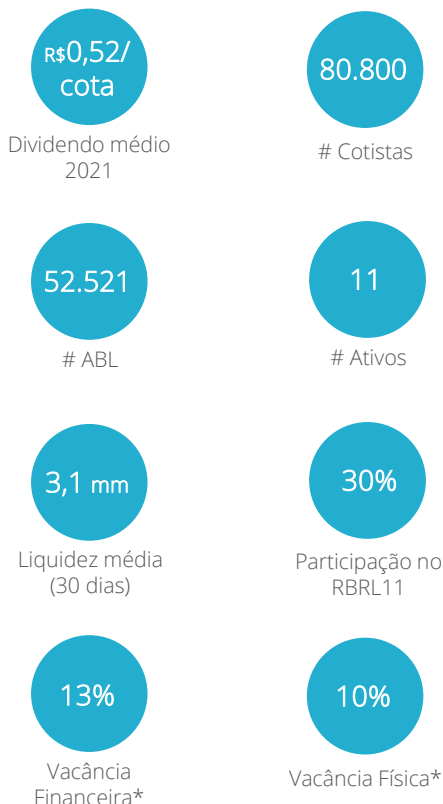 R$0,52/
cota
Dividendo médio
2021
80.800
# Cotistas
52.521
# ABL
11
# Ativos
3,1 mm
Liquidez média
(30 dias)
30%
Participação no
RBRL11
13%
Vacância
Financeira*
10%
Vacância Física*